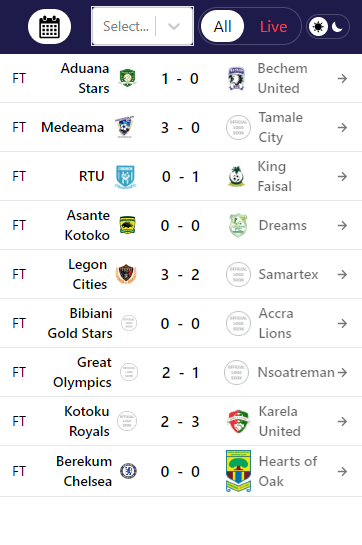 Select... All Live
FT Aduana Stars 1 - 0 Bechem United
FT Medeama 3 - 0 Tamale City
FT RTU 0 - 1 King Faisal
FT Asante Kotoko 0 - 0 Dreams
FT Legon Cities 3 - 2 Samartex
FT Bibiani Gold Stars 0 - 0 Accra Lions
FT Great Olympics 2 - 1 Nsoatreman
FT Kotoku Royals 2 - 3 Karela United
FT Berekum Chelsea 0 - 0 Hearts of Oak